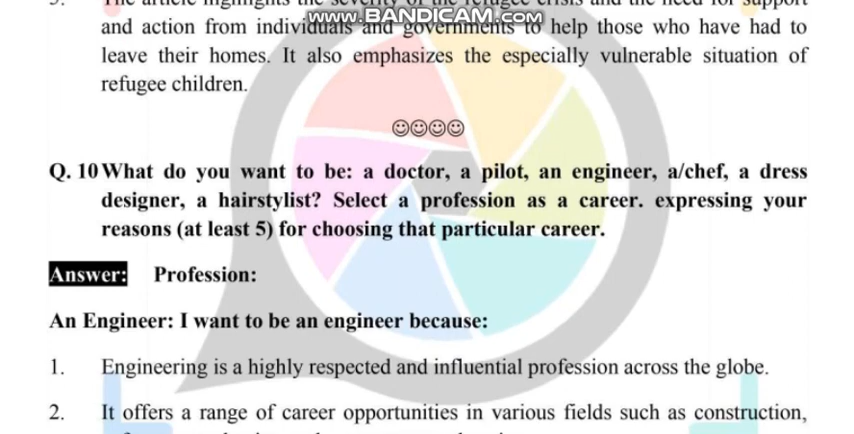 www.BANDICAM.com
and action from individuals and governments to help those who have had to
leave their homes. It also emphasizes the especially vulnerable situation of
refugee children.
☺☺☺☺
Q. 10 What do you want to be: a doctor, a pilot, an engineer, a/chef, a dress
designer, a hairstylist? Select a profession as a career. expressing your
reasons (at least 5) for choosing that particular career.
Answer: Profession:
An Engineer: I want to be an engineer because:
1. Engineering is a highly respected and influential profession across the globe.
2. It offers a range of career opportunities in various fields such as construction,